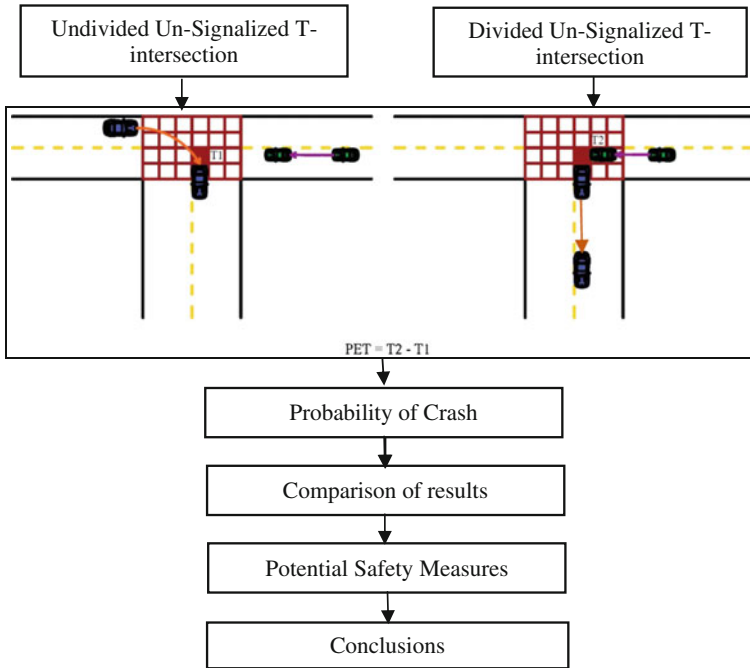 Undivided Un-Signalized T-
intersection
Divided Un-Signalized T-
intersection
T1
T2
PET = T2 - T1
Probability of Crash
Comparison of results
Potential Safety Measures
Conclusions